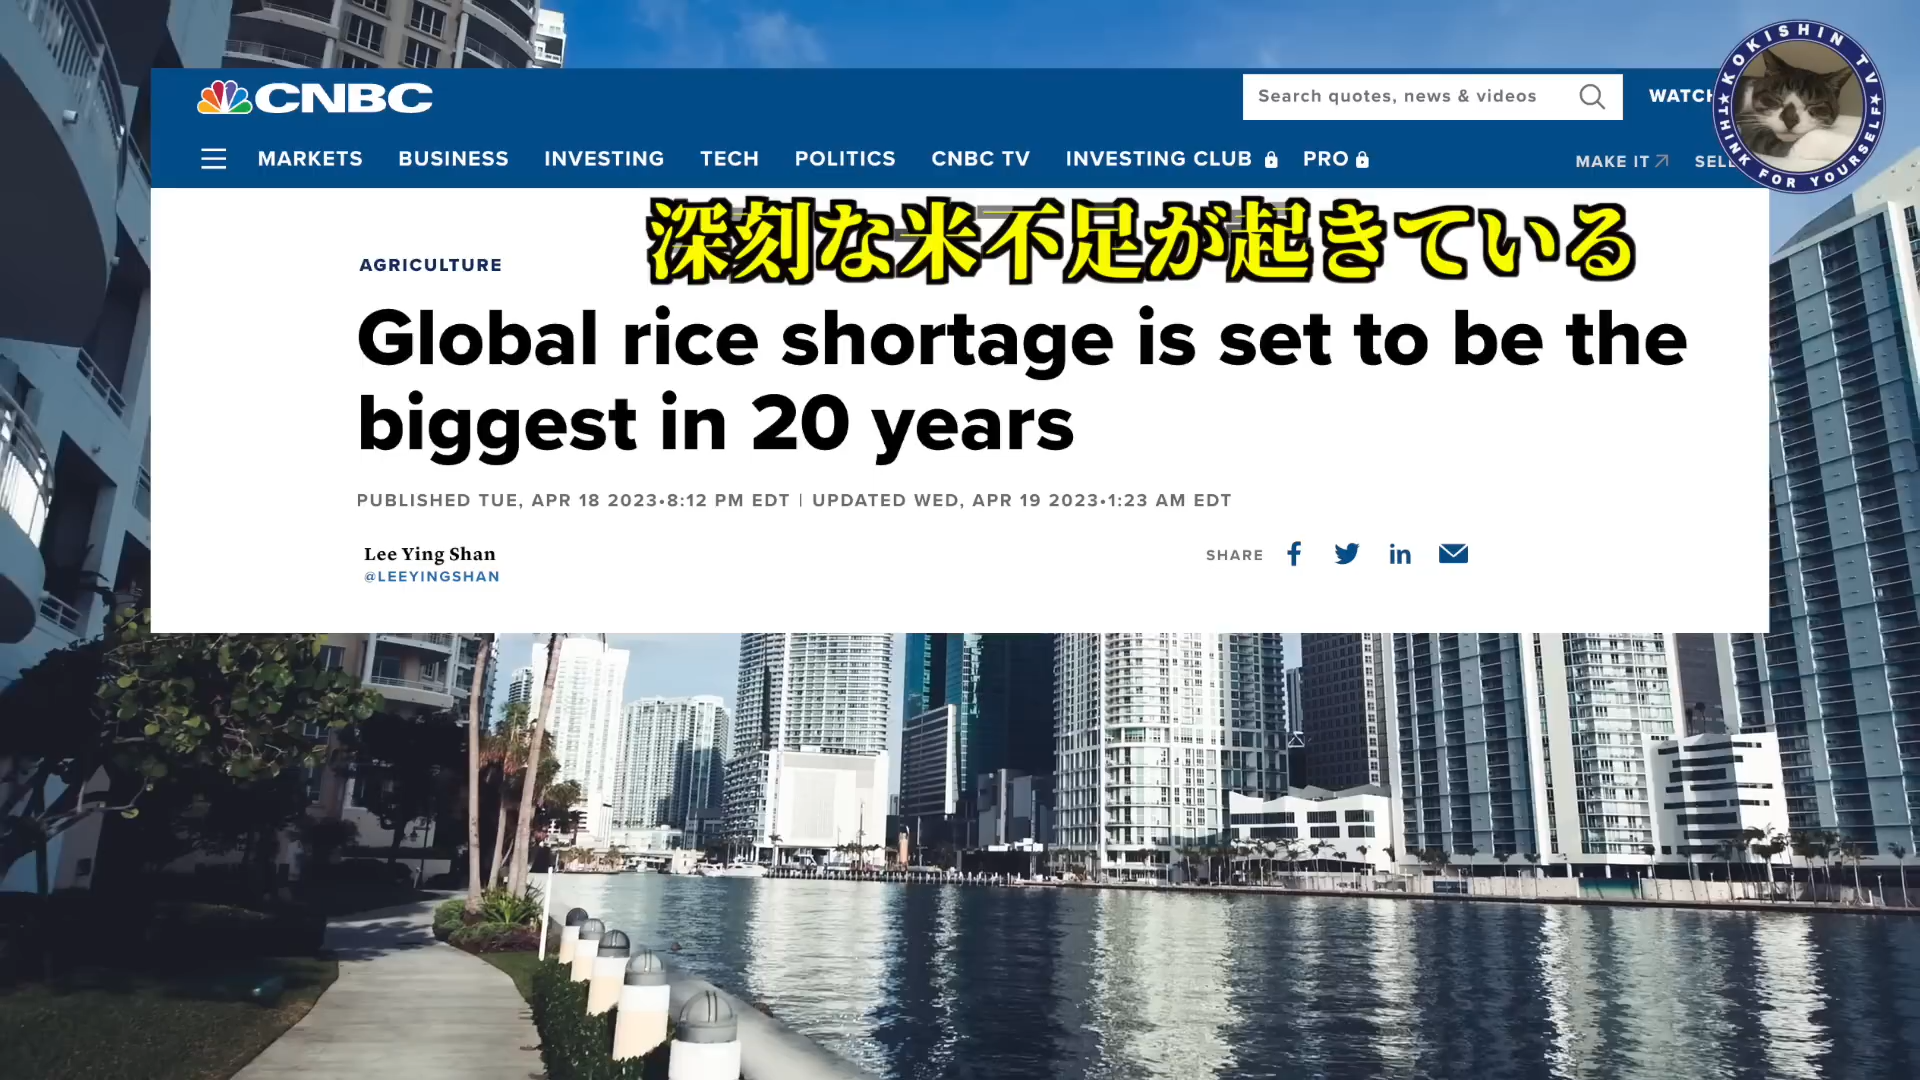 CNBC
Search quotes, news & videos
WATCH
MARKETS BUSINESS INVESTING TECH POLITICS CNBC TV INVESTING CLUB PRO
MAKE IT
KOKISHIN TV
THINK FOR YOURSELF
深刻な米不足が起きている
AGRICULTURE
Global rice shortage is set to be the
biggest in 20 years
PUBLISHED TUE, APR 18 2023•8:12 PM EDT | UPDATED WED, APR 19 2023•1:23 AM EDT
Lee Ying Shan
@LEEYINGSHAN
SHARE